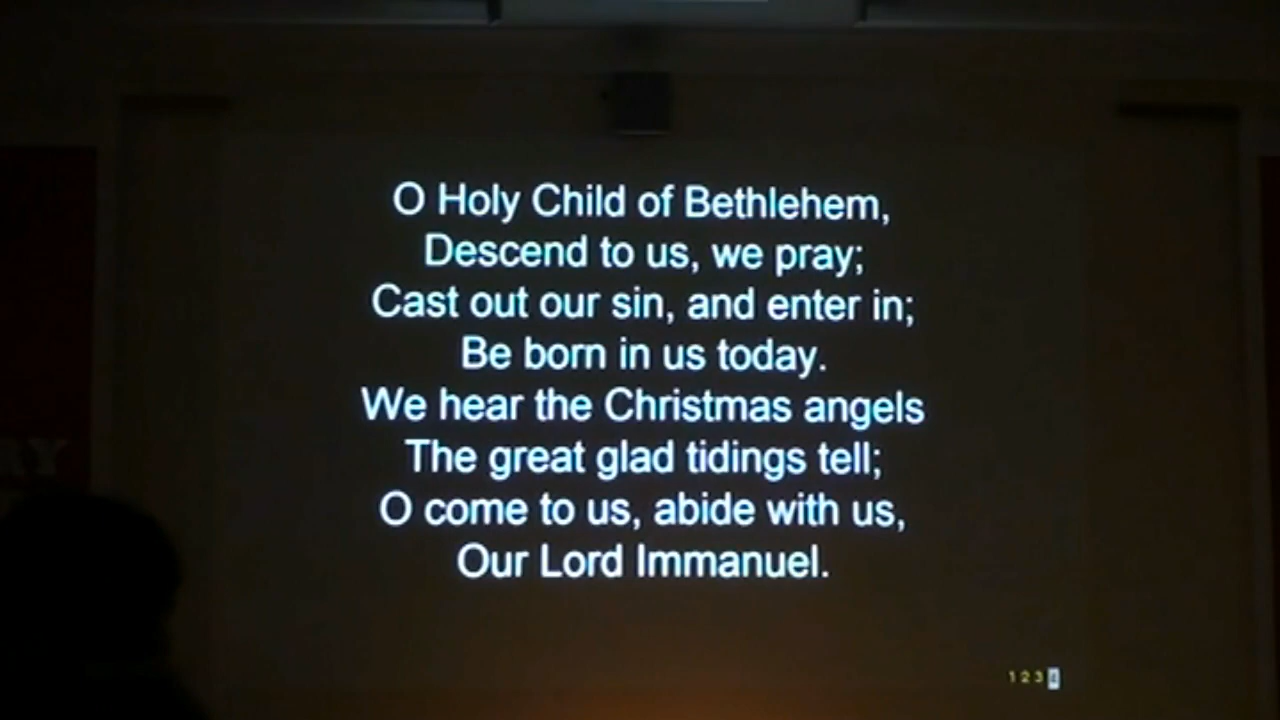 O Holy Child of Bethlehem,
Descend to us, we pray;
Cast out our sin, and enter in;
Be born in us today.
We hear the Christmas angels
The great glad tidings tell;
O come to us, abide with us,
Our Lord Immanuel.
1 2 3 4